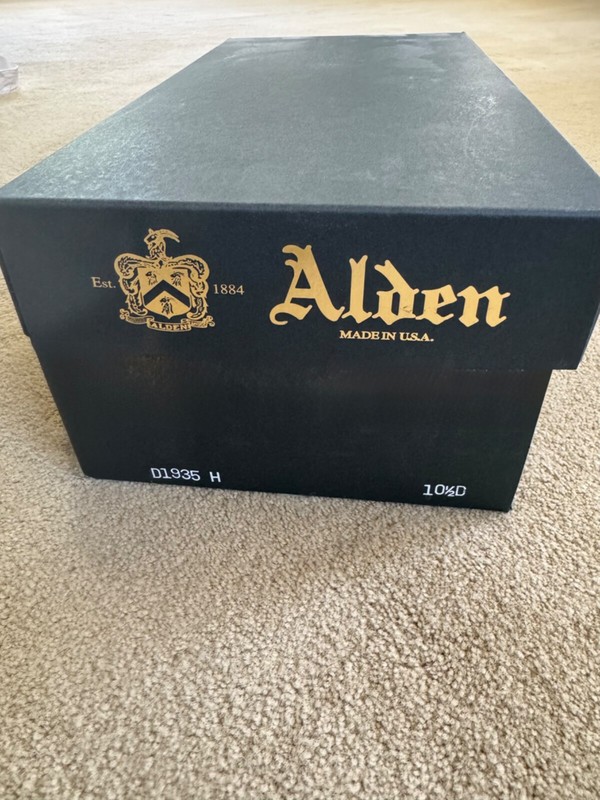 Est. 1884
ALDEN
Alden
MADE IN U.S.A.
D1935 H
10½D